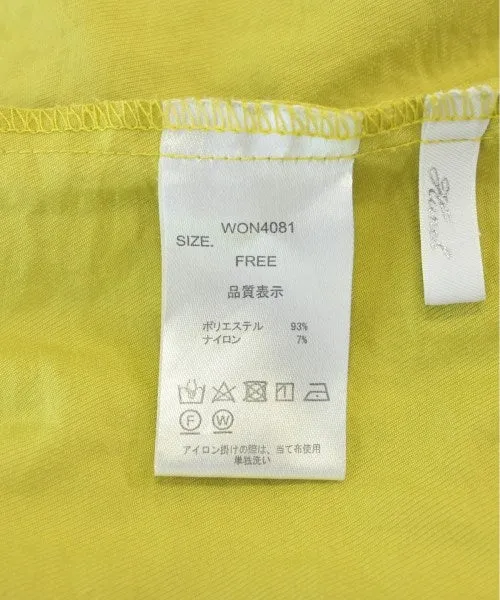 WON4081
SIZE.
FREE
品質表示
ポリエステル 93%
ナイロン 7%
F W
アイロン掛けの際は、当て布使用
単独洗い